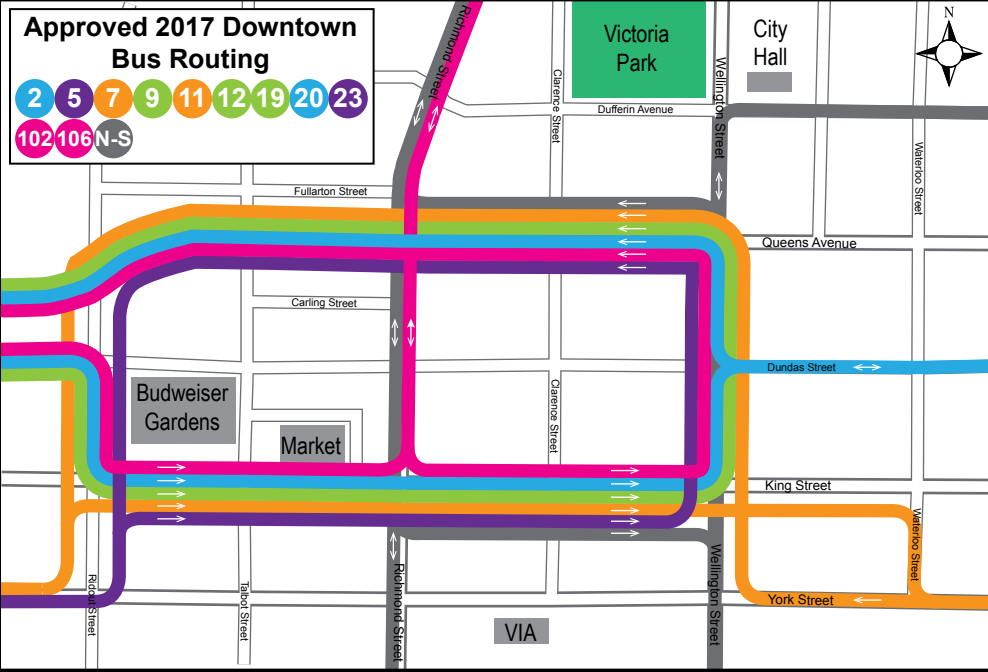 Approved 2017 Downtown
Bus Routing
2 5 7 9 11 12 19 20 23
102 106 N-S
Richmond Street
Victoria
Park
City
Hall
N
Clarence Street
Wellington Street
Dufferin Avenue
Waterloo Street
Fullarton Street
Queens Avenue
Carling Street
Dundas Street
Budweiser
Gardens
Clarence Street
Market
King Street
Waterloo Street
Ridout Street
Talbot Street
Richmond Street
Wellington Street
York Street
VIA